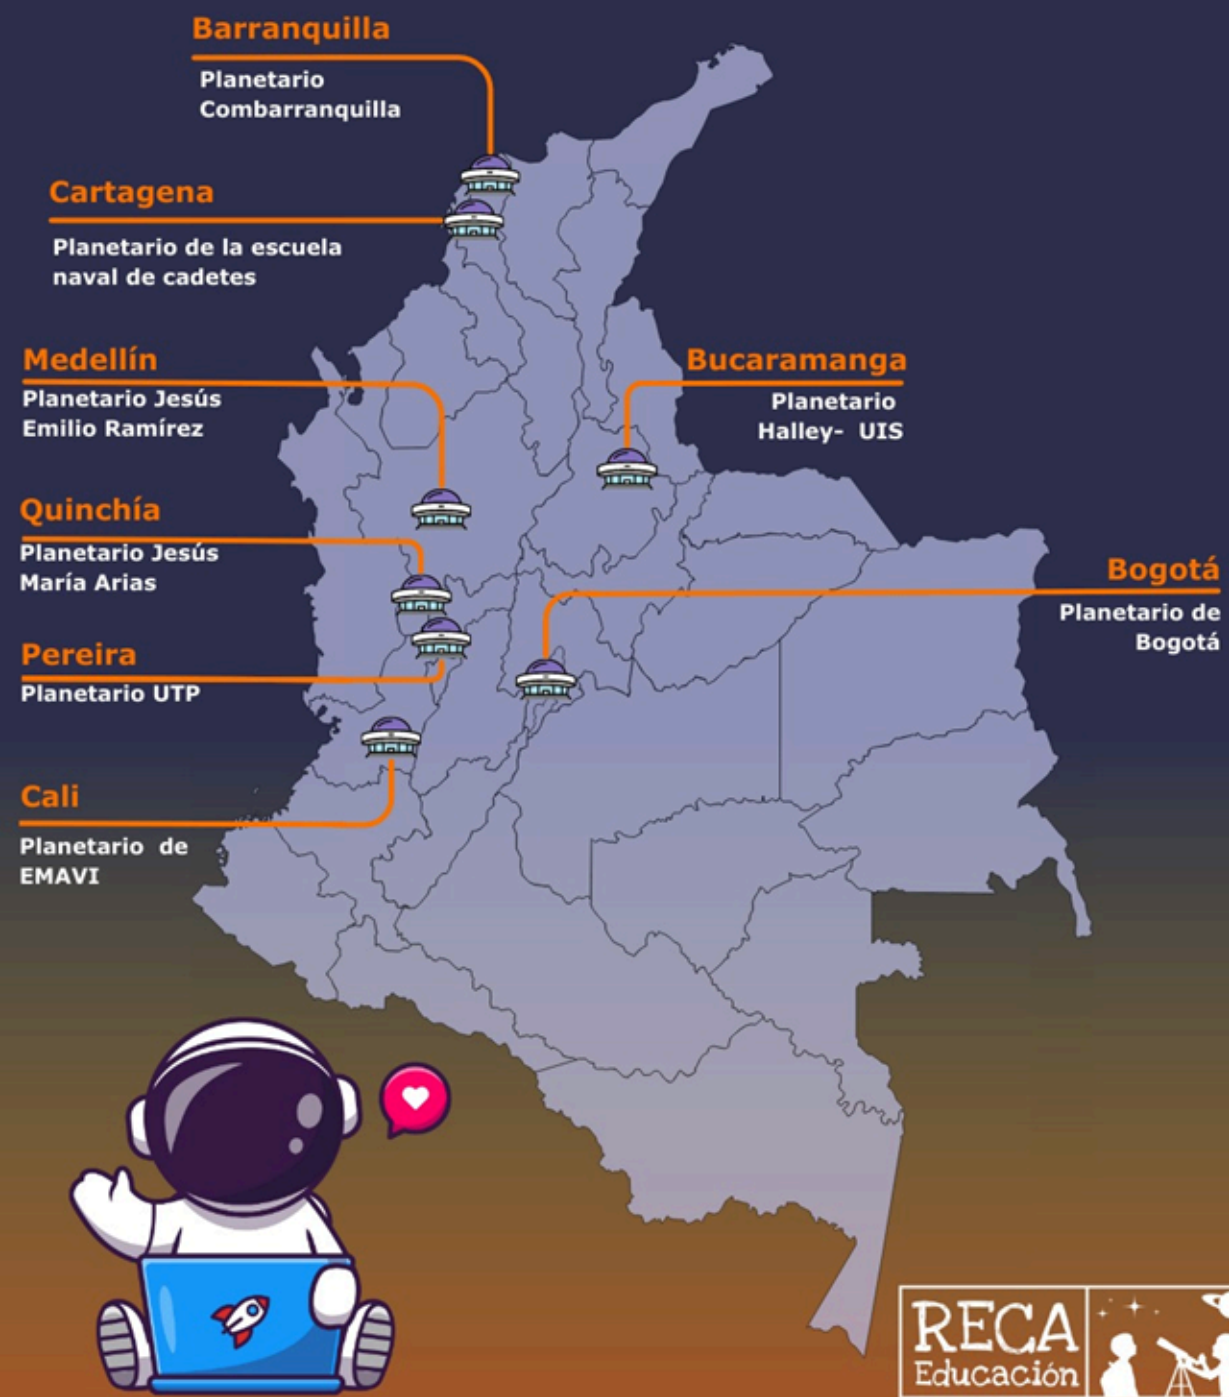 Barranquilla
Planetario
Combarranquilla
Cartagena
Planetario de la escuela
naval de cadetes
Medellín
Planetario Jesús
Emilio Ramírez
Bucaramanga
Planetario
Halley- UIS
Quinchía
Planetario Jesús
María Arias
Bogotá
Planetario de
Bogotá
Pereira
Planetario UTP
Cali
Planetario de
EMAVI
RECA
Educación